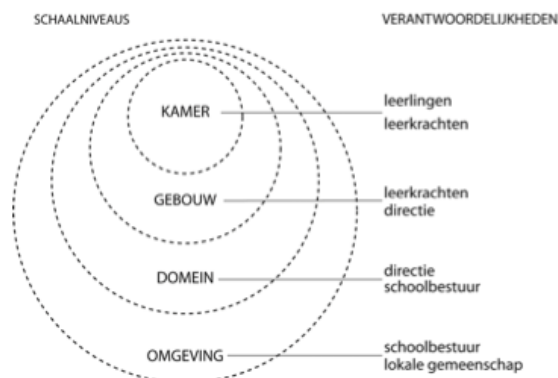 SCHAALNIVEAUS
VERANTWOORDELIJKHEDEN
KAMER
leerlingen
leerkrachten
GEBOUW
leerkrachten
directie
DOMEIN
directie
schoolbestuur
OMGEVING
schoolbestuur
lokale gemeenschap